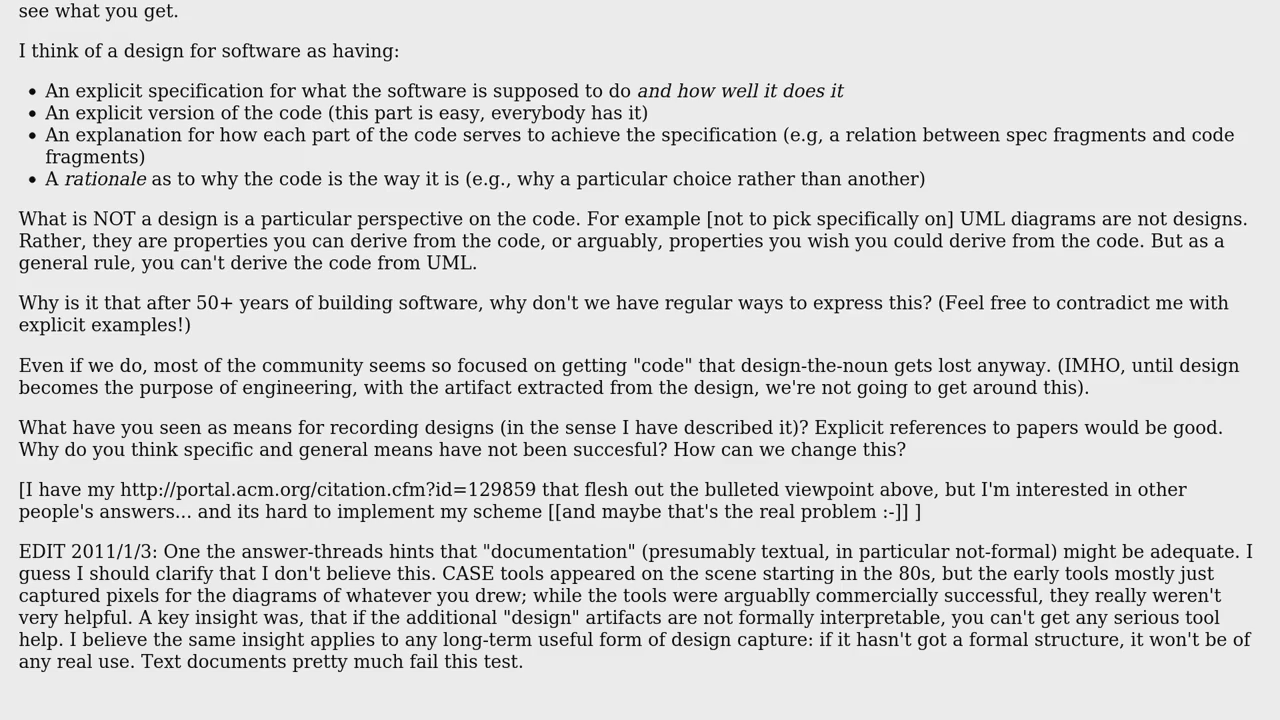 see what you get.
I think of a design for software as having:
• An explicit specification for what the software is supposed to do and how well it does it
• An explicit version of the code (this part is easy, everybody has it)
• An explanation for how each part of the code serves to achieve the specification (e.g, a relation between spec fragments and code
fragments)
• A rationale as to why the code is the way it is (e.g., why a particular choice rather than another)
What is NOT a design is a particular perspective on the code. For example [not to pick specifically on] UML diagrams are not designs.
Rather, they are properties you can derive from the code, or arguably, properties you wish you could derive from the code. But as a
general rule, you can't derive the code from UML.
Why is it that after 50+ years of building software, why don't we have regular ways to express this? (Feel free to contradict me with
explicit examples!)
Even if we do, most of the community seems so focused on getting "code" that design-the-noun gets lost anyway. (IMHO, until design
becomes the purpose of engineering, with the artifact extracted from the design, we're not going to get around this).
What have you seen as means for recording designs (in the sense I have described it)? Explicit references to papers would be good.
Why do you think specific and general means have not been succesful? How can we change this?
[I have my http://portal.acm.org/citation.cfm?id=129859 that flesh out the bulleted viewpoint above, but I'm interested in other
people's answers... and its hard to implement my scheme [[and maybe that's the real problem :-]] ]
EDIT 2011/1/3: One the answer-threads hints that "documentation" (presumably textual, in particular not-formal) might be adequate. I
guess I should clarify that I don't believe this. CASE tools appeared on the scene starting in the 80s, but the early tools mostly just
captured pixels for the diagrams of whatever you drew; while the tools were arguablly commercially successful, they really weren't
very helpful. A key insight was, that if the additional "design" artifacts are not formally interpretable, you can't get any serious tool
help. I believe the same insight applies to any long-term useful form of design capture: if it hasn't got a formal structure, it won't be of
any real use. Text documents pretty much fail this test.